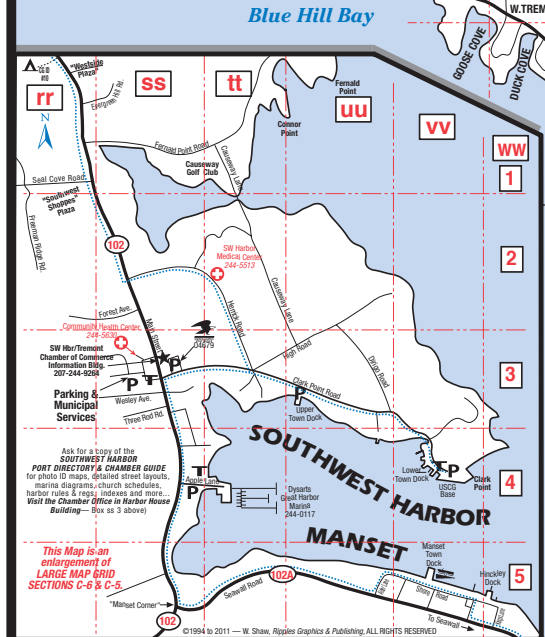 Blue Hill Bay
W.TREM
GOOSE COVE
DUCK COVE
"Westside
Plaza"
rr
ss
tt
uu
vv
ww
1
2
3
4
5
N
Evergreen Hill Rd.
Fernald
Point
Connor
Point
Fernald Point Road
Causeway
Golf Club
Causeway Lane
Seal Cove Road
"Southwest
Shoppes"
Plaza
Freeman Ridge Rd.
102
SW Harbor
Medical Center
244-5513
Causeway Lane
Herrick Road
Forest Ave.
Main Street
Community Health Center
244-5630
04679
SW Hbr/Tremont
Chamber of Commerce
Information Bldg.
207-244-9264
P
P
T
High Road
Dirigo Road
Clark Point Road
Parking &
Municipal
Services
Wesley Ave.
Three Rod Rd.
P
Upper
Town Dock
Ask for a copy of the
SOUTHWEST HARBOR
PORT DIRECTORY & CHAMBER GUIDE
for photo ID maps, detailed street layouts,
marina diagrams, church schedules,
harbor rules & regs, indexes and more...
Visit the Chamber Office in Harbor House
Building— Box ss 3 above)
SOUTHWEST HARBOR
T
Apple Lane
P
Dysarts
Great Harbor
Marina
244-0117
Lower
Town Dock
T P
USCG
Base
Clark
Point
MANSET
This Map is an
enlargement of
LARGE MAP GRID
SECTIONS C-6 & C-5.
Manset
Town
Dock
Hinckley
Dock
102A
Seawall Road
Shore Road
"Manset Corner"
To Seawall
102
©1994 to 2011 — W. Shaw, Ripples Graphics & Publishing, ALL RIGHTS RESERVED